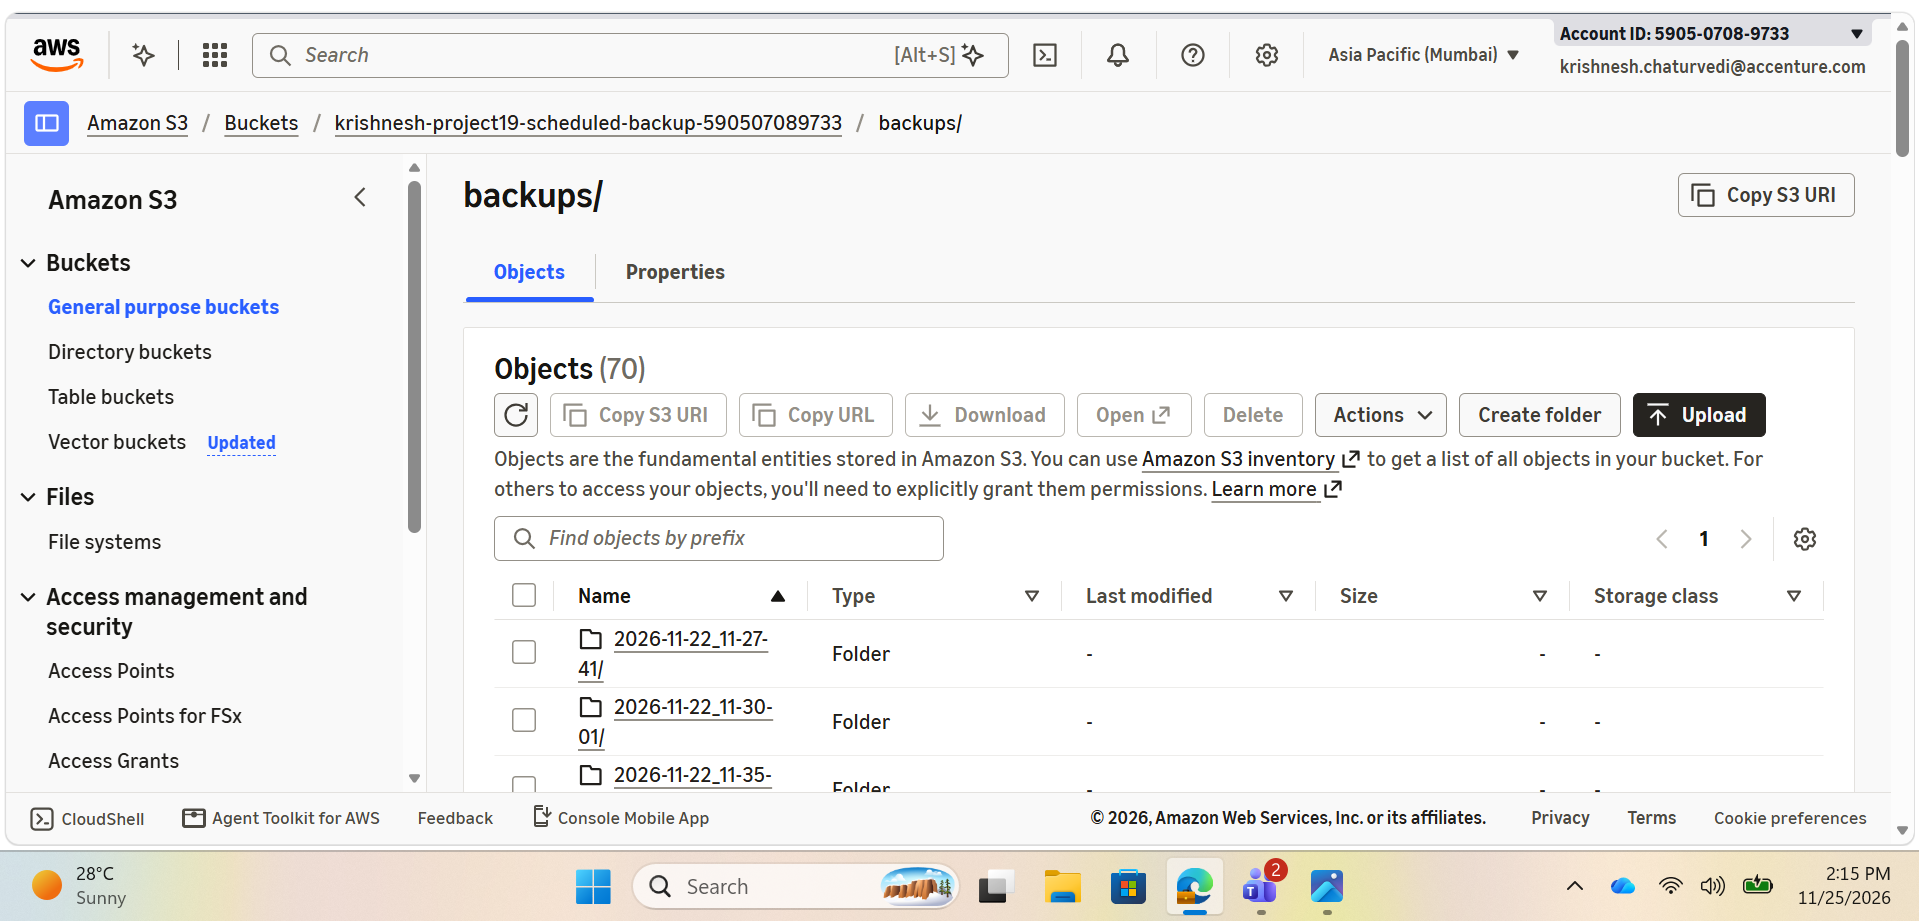 aws
Search
[Alt+S]
Asia Pacific (Mumbai)
Account ID: 5905-0708-9733
krishnesh.chaturvedi@accenture.com
Amazon S3 / Buckets / krishnesh-project19-scheduled-backup-590507089733 / backups/
Amazon S3
Buckets
General purpose buckets
Directory buckets
Table buckets
Vector buckets Updated
Files
File systems
Access management and
security
Access Points
Access Points for FSx
Access Grants
backups/
Copy S3 URI
Objects
Properties
Objects (70)
Copy S3 URI
Copy URL
Download
Open
Delete
Actions
Create folder
Upload
Objects are the fundamental entities stored in Amazon S3. You can use Amazon S3 inventory to get a list of all objects in your bucket. For
others to access your objects, you'll need to explicitly grant them permissions. Learn more
Find objects by prefix
1
Name Type Last modified Size Storage class
2026-11-22_11-27-
41/
Folder - - -
2026-11-22_11-30-
01/
Folder - - -
2026-11-22_11-35-
Folder - - -
CloudShell
Agent Toolkit for AWS
Feedback
Console Mobile App
© 2026, Amazon Web Services, Inc. or its affiliates.
Privacy
Terms
Cookie preferences
28°C
Sunny
Search
T
2
2:15 PM
11/25/2026